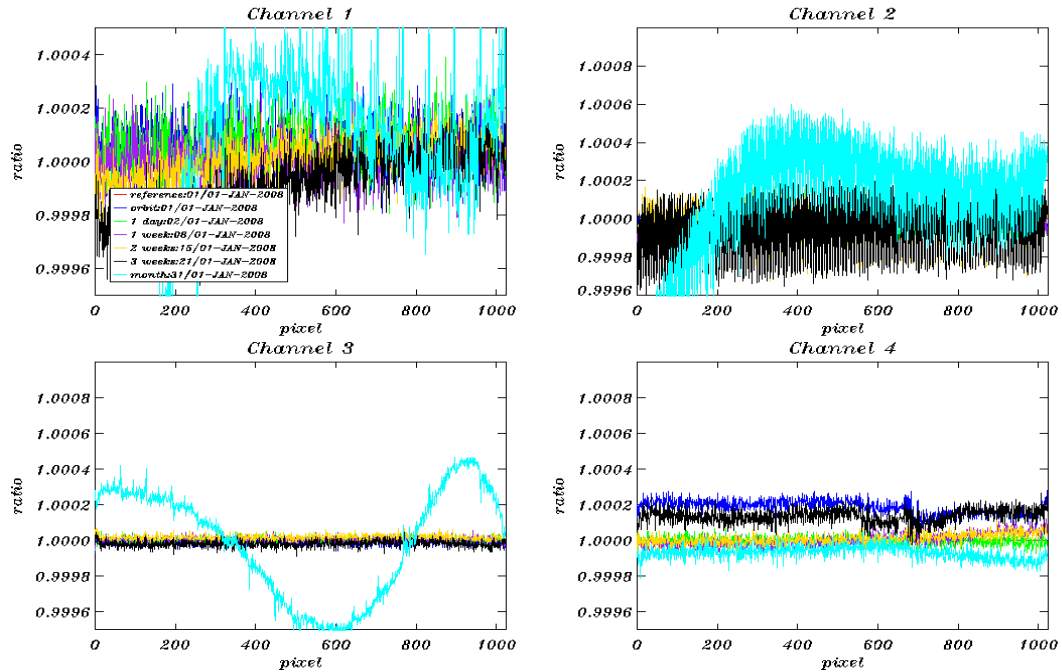 Channel 1
1.0004
1.0002
1.0000
0.9998
0.9996
ratio
reference:01/01-JAN-2008
orbit:01/01-JAN-2008
1 day:02/01-JAN-2008
1 week:08/01-JAN-2008
2 weeks:15/01-JAN-2008
3 weeks:21/01-JAN-2008
month:31/01-JAN-2008
0 200 400 600 800 1000
pixel
Channel 2
1.0008
1.0006
1.0004
1.0002
1.0000
0.9998
0.9996
ratio
0 200 400 600 800 1000
pixel
Channel 3
1.0008
1.0006
1.0004
1.0002
1.0000
0.9998
0.9996
ratio
0 200 400 600 800 1000
pixel
Channel 4
1.0008
1.0006
1.0004
1.0002
1.0000
0.9998
0.9996
ratio
0 200 400 600 800 1000
pixel